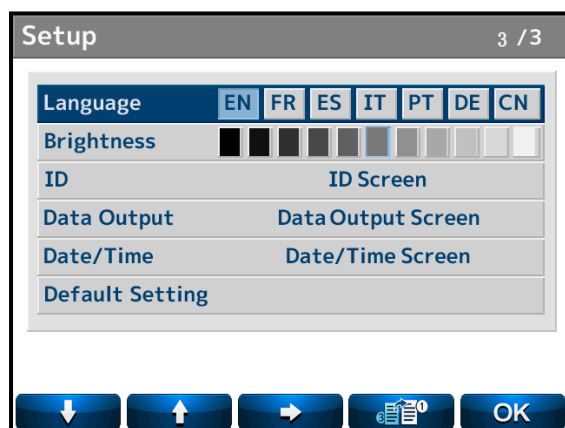 Setup 3 /3
Language EN FR ES IT PT DE CN
Brightness
ID ID Screen
Data Output Data Output Screen
Date/Time Date/Time Screen
Default Setting
OK